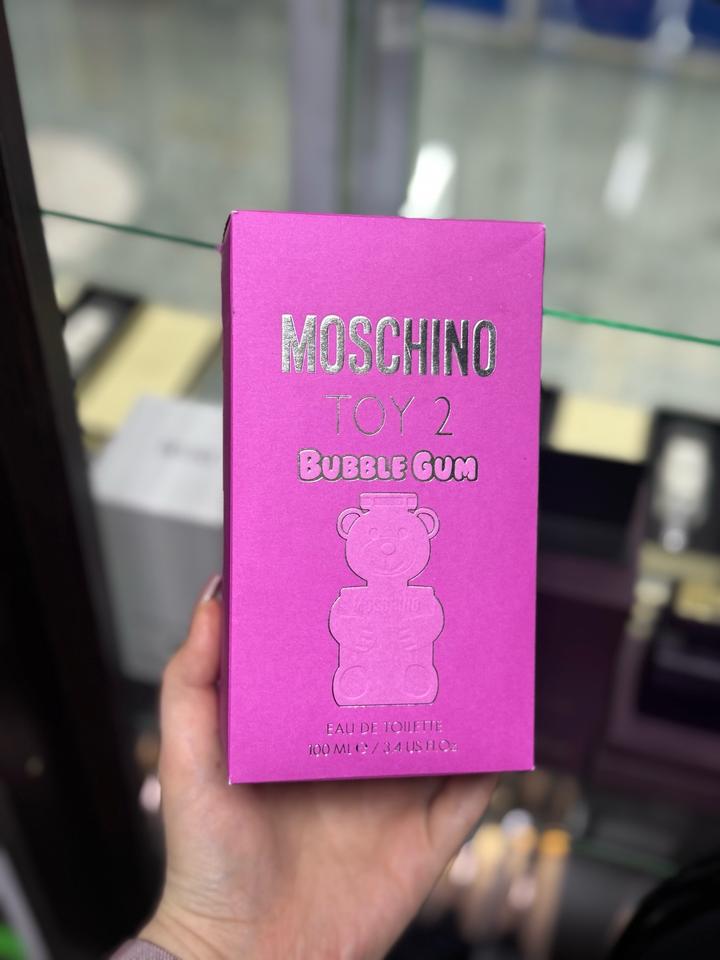 MOSCHINO
TOY 2
BUBBLE GUM
MOSCHINO
EAU DE TOILETTE
100 ML ℮ / 3.4 US FL.Oz